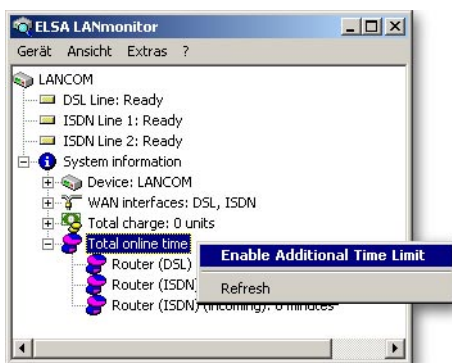 ELSA LANmonitor
Gerät Ansicht Extras ?
LANCOM
DSL Line: Ready
ISDN Line 1: Ready
ISDN Line 2: Ready
System information
Device: LANCOM
WAN interfaces: DSL, ISDN
Total charge: 0 units
Total online time
Enable Additional Time Limit
Router (DSL)
Router (ISDN)
Refresh
Router (ISDN) (incoming): 0 minutes